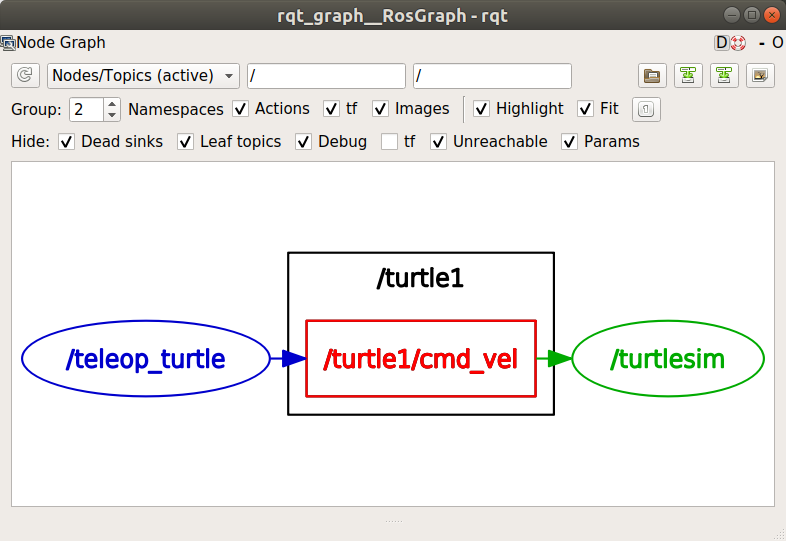 rqt_graph__RosGraph - rqt
Node Graph D - O
Nodes/Topics (active) / /
Group: 2 Namespaces Actions tf Images Highlight Fit
Hide: Dead sinks Leaf topics Debug tf Unreachable Params
/turtle1
/teleop_turtle /turtle1/cmd_vel /turtlesim